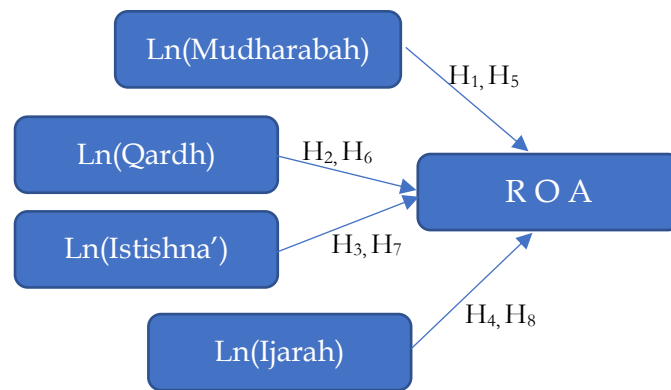 Ln(Mudharabah)
H₁, H₅
Ln(Qardh)
H₂, H₆
R O A
Ln(Istishna’)
H₃, H₇
H₄, H₈
Ln(Ijarah)